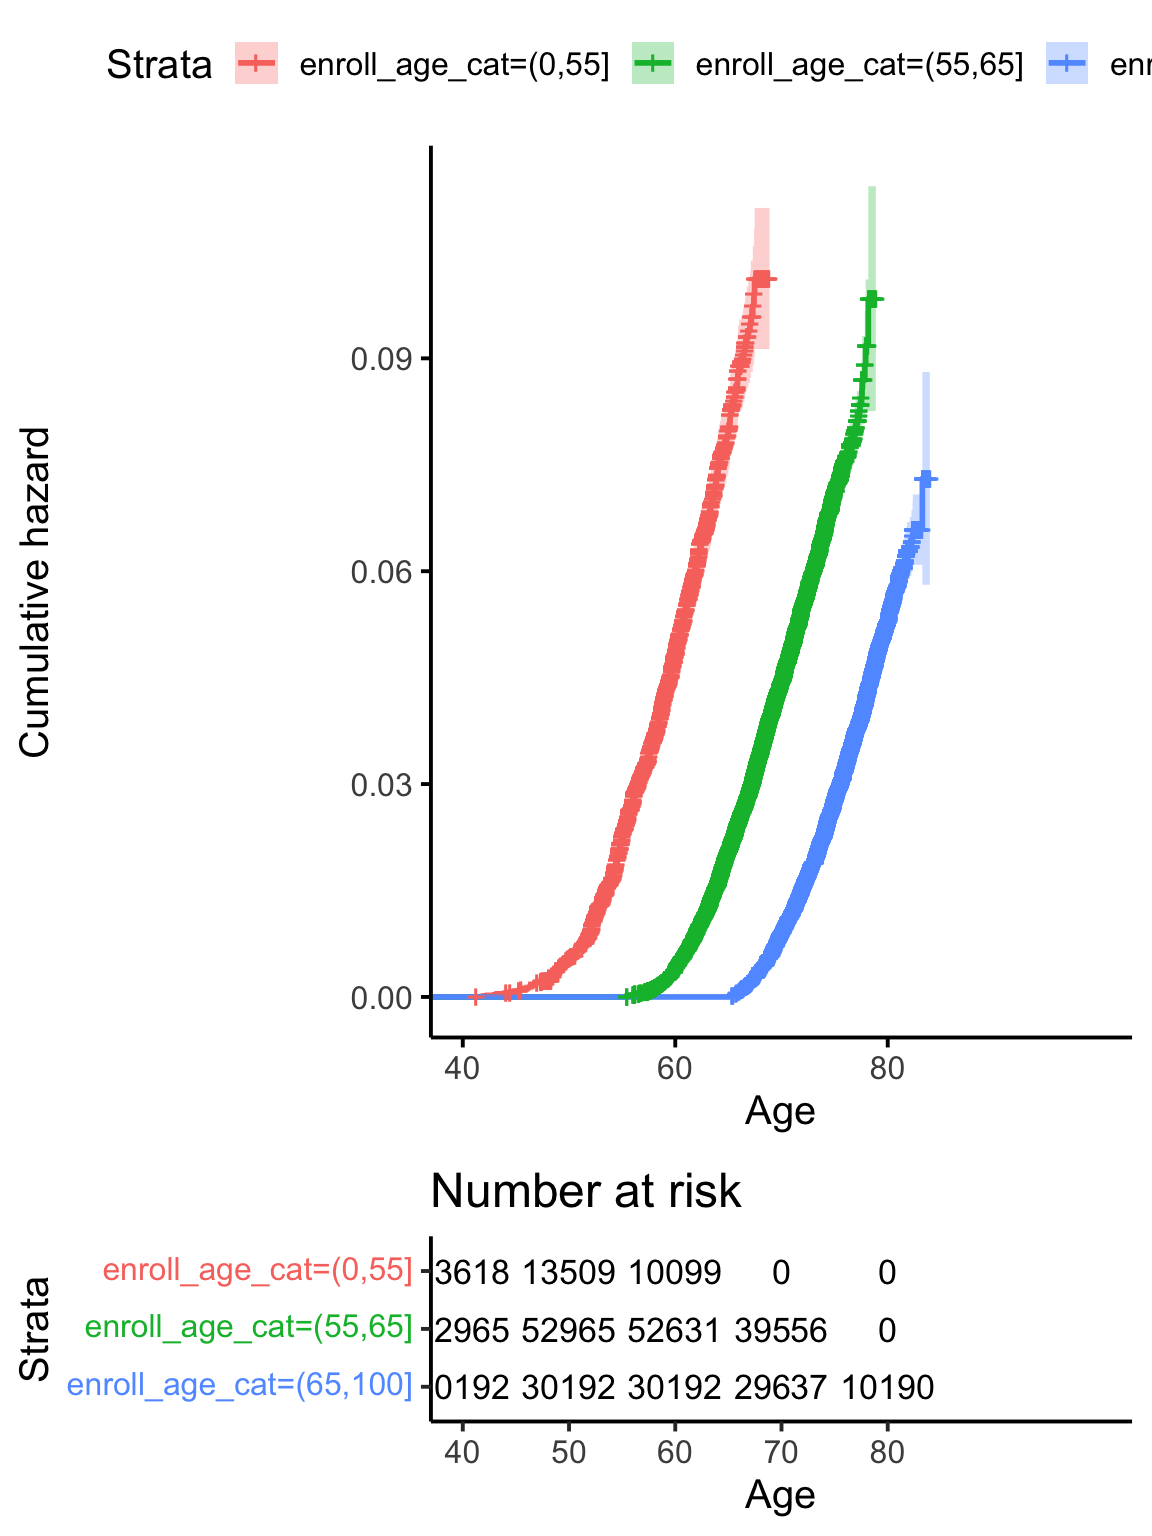 Strata enroll_age_cat=(0,55] enroll_age_cat=(55,65] enr
Cumulative hazard
0.09
0.06
0.03
0.00
40 60 80
Age
Number at risk
Strata
enroll_age_cat=(0,55] 3618 13509 10099 0 0
enroll_age_cat=(55,65] 2965 52965 52631 39556 0
enroll_age_cat=(65,100] 0192 30192 30192 29637 10190
40 50 60 70 80
Age